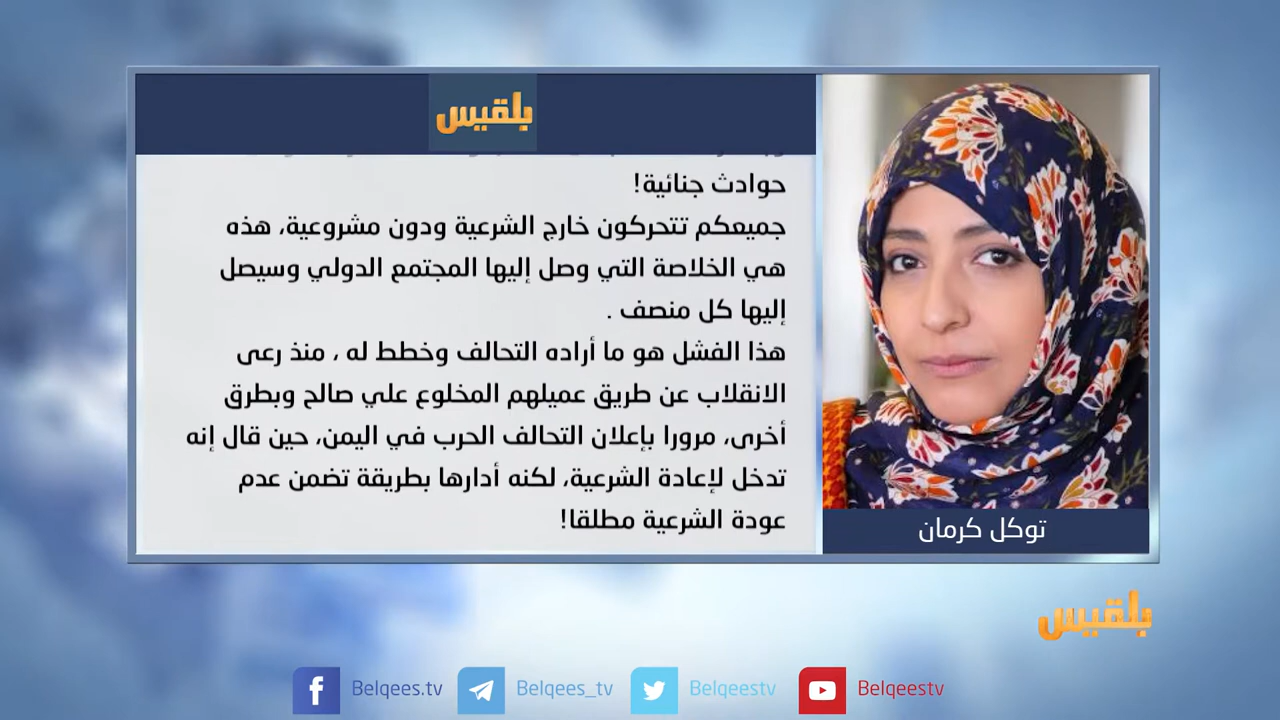 بلقيس
حوادث جنائية!
جميعكم تتحركون خارج الشرعية ودون مشروعية، هذه
هي الخلاصة التي وصل إليها المجتمع الدولي وسيصل
إليها كل منصف .
هذا الفشل هو ما أراده التحالف وخطط له ، منذ رعى
الانقلاب عن طريق عميلهم المخلوع علي صالح وبطرق
أخرى، مرورا بإعلان التحالف الحرب في اليمن، حين قال إنه
تدخل لإعادة الشرعية، لكنه أدارها بطريقة تضمن عدم
عودة الشرعية مطلقا!
توكل كرمان
بلقيس
Belqees.tv
Belqees_tv
Belqeestv
Belqeestv